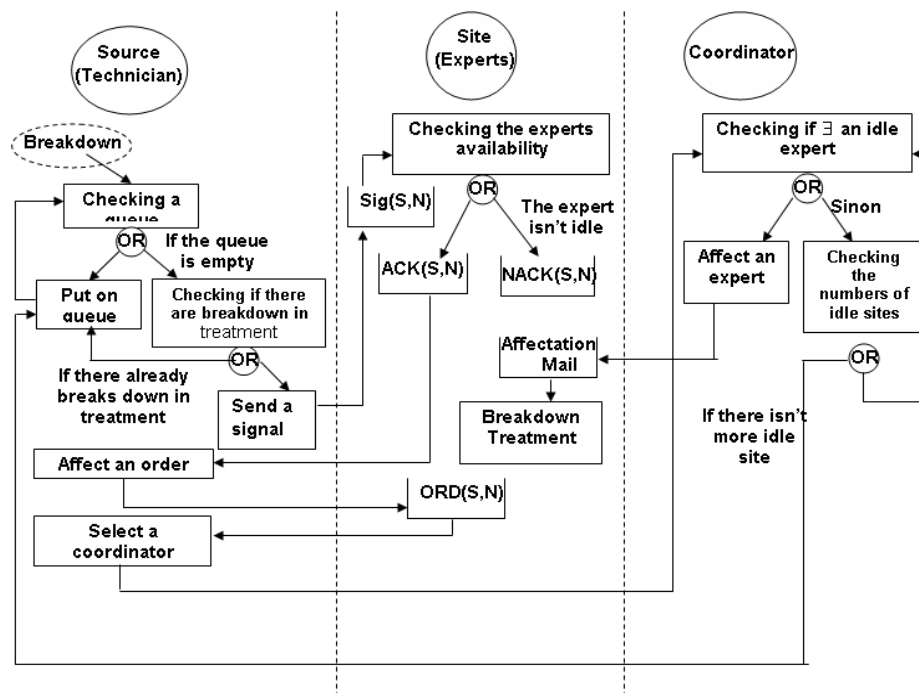 Source
(Technician)
Site
(Experts)
Coordinator
Breakdown
Checking a
queue
OR
If the queue
is empty
Put on
queue
Checking if there
are breakdown in
treatment
OR
If there already
breaks down in
treatment
Send a
signal
Affect an order
Select a
coordinator
Checking the experts
availability
OR
Sig(S,N)
The expert
isn't idle
ACK(S,N)
NACK(S,N)
Affectation
Mail
Breakdown
Treatment
ORD(S,N)
Checking if ∃ an idle
expert
OR
Sinon
Affect an
expert
Checking
the
numbers of
idle sites
OR
If there isn't
more idle
site